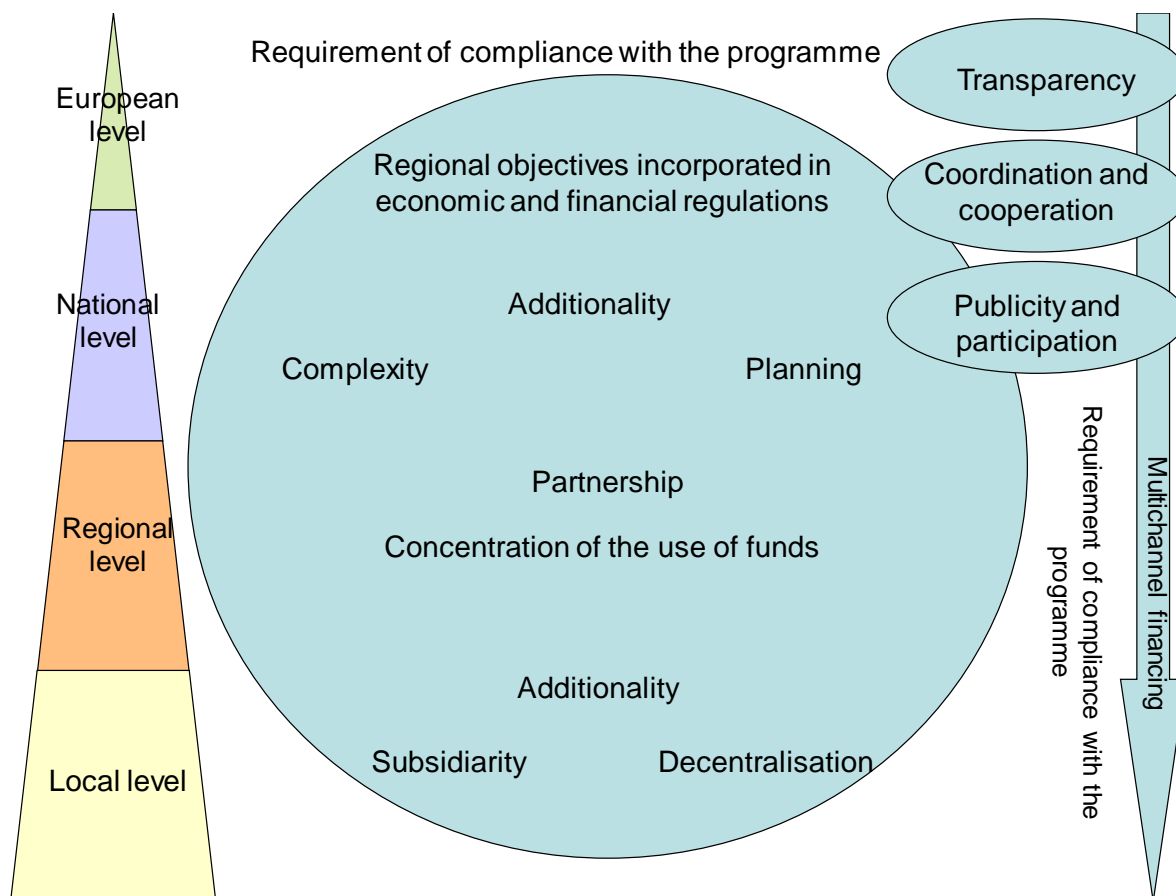 Requirement of compliance with the programme
European
level
National
level
Regional
level
Local level
Regional objectives incorporated in
economic and financial regulations
Additionality
Complexity
Planning
Partnership
Concentration of the use of funds
Additionality
Subsidiarity
Decentralisation
Transparency
Coordination and
cooperation
Publicity and
participation
Requirement of compliance with the
programme
Multichannel financing